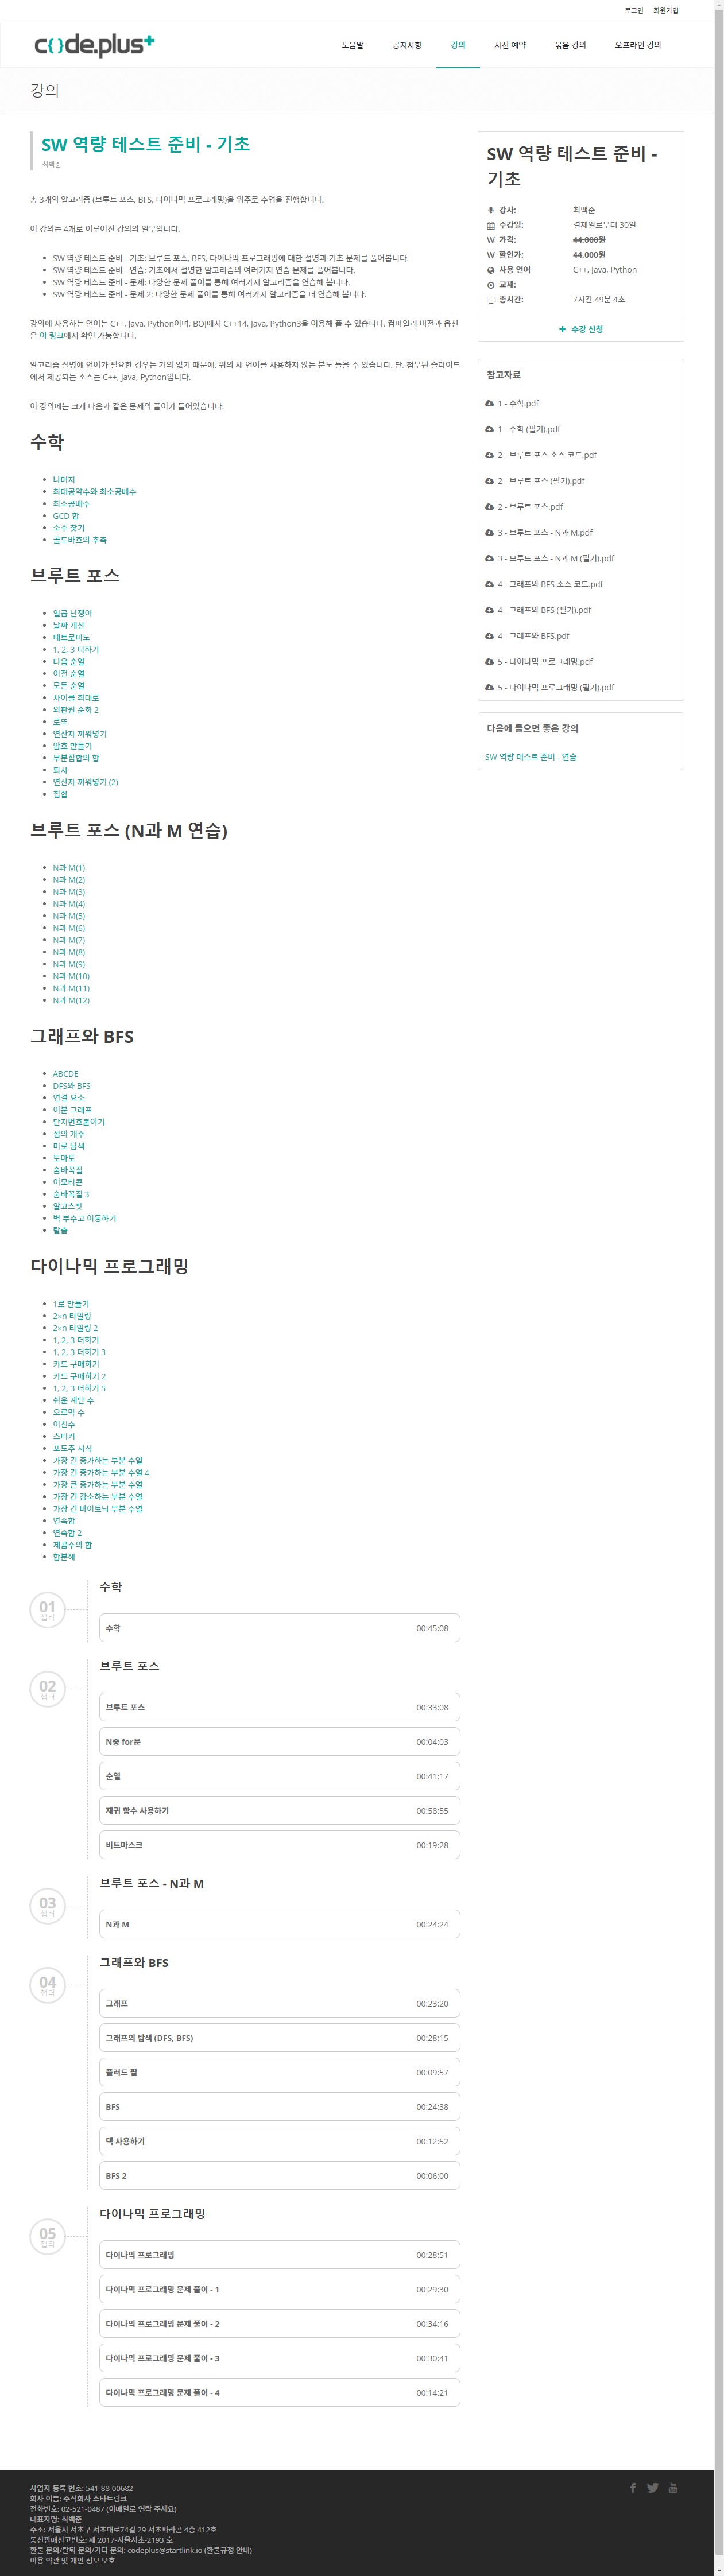 로그인 회원가입
code.plus+
도움말 공지사항 강의 사전 예약 묶음 강의 오프라인 강의
강의
SW 역량 테스트 준비 - 기초
최백준
총 3개의 알고리즘 (브루트 포스, BFS, 다이나믹 프로그래밍)을 위주로 수업을 진행합니다.
이 강의는 4개로 이루어진 강의의 일부입니다.
SW 역량 테스트 준비 - 기초: 브루트 포스, BFS, 다이나믹 프로그래밍에 대한 설명과 기초 문제를 풀어봅니다.
SW 역량 테스트 준비 - 연습: 기초에서 설명한 알고리즘의 여러가지 연습 문제를 풀어봅니다.
SW 역량 테스트 준비 - 문제: 다양한 문제 풀이를 통해 여러가지 알고리즘을 연습해 봅니다.
SW 역량 테스트 준비 - 문제 2: 다양한 문제 풀이를 통해 여러가지 알고리즘을 더 연습해 봅니다.
강의에 사용하는 언어는 C++, Java, Python이며, BOJ에서 C++14, Java, Python3을 이용해 풀 수 있습니다. 컴파일러 버전과 옵션
은 이 링크에서 확인 가능합니다.
알고리즘 설명에 언어가 필요한 경우는 거의 없기 때문에, 위의 세 언어를 사용하지 않는 분도 들을 수 있습니다. 단, 첨부된 슬라이드
에서 제공되는 소스는 C++, Java, Python입니다.
이 강의에는 크게 다음과 같은 문제의 풀이가 들어있습니다.
수학
나머지
최대공약수와 최소공배수
최소공배수
GCD 합
소수 찾기
골드바흐의 추측
브루트 포스
일곱 난쟁이
날짜 계산
테트로미노
1, 2, 3 더하기
다음 순열
이전 순열
모든 순열
차이를 최대로
외판원 순회 2
로또
연산자 끼워넣기
암호 만들기
부분집합의 합
퇴사
연산자 끼워넣기 (2)
집합
브루트 포스 (N과 M 연습)
N과 M(1)
N과 M(2)
N과 M(3)
N과 M(4)
N과 M(5)
N과 M(6)
N과 M(7)
N과 M(8)
N과 M(9)
N과 M(10)
N과 M(11)
N과 M(12)
그래프와 BFS
ABCDE
DFS와 BFS
연결 요소
이분 그래프
단지번호붙이기
섬의 개수
미로 탐색
토마토
숨바꼭질
이모티콘
숨바꼭질 3
알고스팟
벽 부수고 이동하기
탈출
다이나믹 프로그래밍
1로 만들기
2×n 타일링
2×n 타일링 2
1, 2, 3 더하기
1, 2, 3 더하기 3
카드 구매하기
카드 구매하기 2
1, 2, 3 더하기 5
쉬운 계단 수
오르막 수
이친수
스티커
포도주 시식
가장 긴 증가하는 부분 수열
가장 긴 증가하는 부분 수열 4
가장 큰 증가하는 부분 수열
가장 긴 감소하는 부분 수열
가장 긴 바이토닉 부분 수열
연속합
연속합 2
제곱수의 합
합분해
01 챕터
수학
수학 00:45:08
02 챕터
브루트 포스
브루트 포스 00:33:08
N중 for문 00:04:03
순열 00:41:17
재귀 함수 사용하기 00:58:55
비트마스크 00:19:28
03 챕터
브루트 포스 - N과 M
N과 M 00:24:24
04 챕터
그래프와 BFS
그래프 00:23:20
그래프의 탐색 (DFS, BFS) 00:28:15
플러드 필 00:09:57
BFS 00:24:38
덱 사용하기 00:12:52
BFS 2 00:06:00
05 챕터
다이나믹 프로그래밍
다이나믹 프로그래밍 00:28:51
다이나믹 프로그래밍 문제 풀이 - 1 00:29:30
다이나믹 프로그래밍 문제 풀이 - 2 00:34:16
다이나믹 프로그래밍 문제 풀이 - 3 00:30:41
다이나믹 프로그래밍 문제 풀이 - 4 00:14:21
SW 역량 테스트 준비 -
기초
강사: 최백준
수강일: 결제일로부터 30일
가격: 44,000원
할인가: 44,000원
사용 언어 C++, Java, Python
교재:
총시간: 7시간 49분 4초
수강 신청
참고자료
1 - 수학.pdf
1 - 수학 (필기).pdf
2 - 브루트 포스 소스 코드.pdf
2 - 브루트 포스 (필기).pdf
2 - 브루트 포스.pdf
3 - 브루트 포스 - N과 M.pdf
3 - 브루트 포스 - N과 M (필기).pdf
4 - 그래프와 BFS 소스 코드.pdf
4 - 그래프와 BFS (필기).pdf
4 - 그래프와 BFS.pdf
5 - 다이나믹 프로그래밍.pdf
5 - 다이나믹 프로그래밍 (필기).pdf
다음에 들으면 좋은 강의
SW 역량 테스트 준비 - 연습
사업자 등록 번호: 541-88-00682
회사 이름: 주식회사 스타트링크
전화번호: 02-521-0487 (이메일로 연락 주세요)
대표자명: 최백준
주소: 서울시 서초구 서초대로74길 29 서초파라곤 4층 412호
통신판매신고번호: 제 2017-서울서초-2193 호
환불 문의/탈퇴 문의/기타 문의: codeplus@startlink.io (환불규정 안내)
이용 약관 및 개인 정보 보호